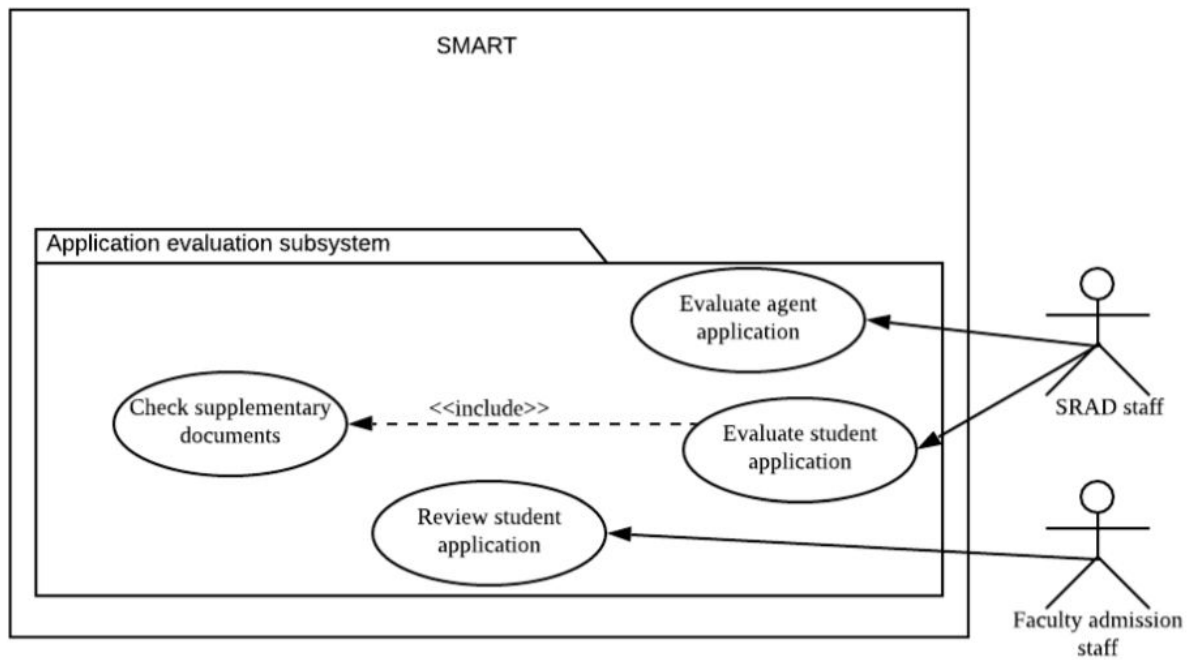 SMART
Application evaluation subsystem
Evaluate agent
application
SRAD staff
Check supplementary
documents
<<include>>
Evaluate student
application
Review student
application
Faculty admission
staff